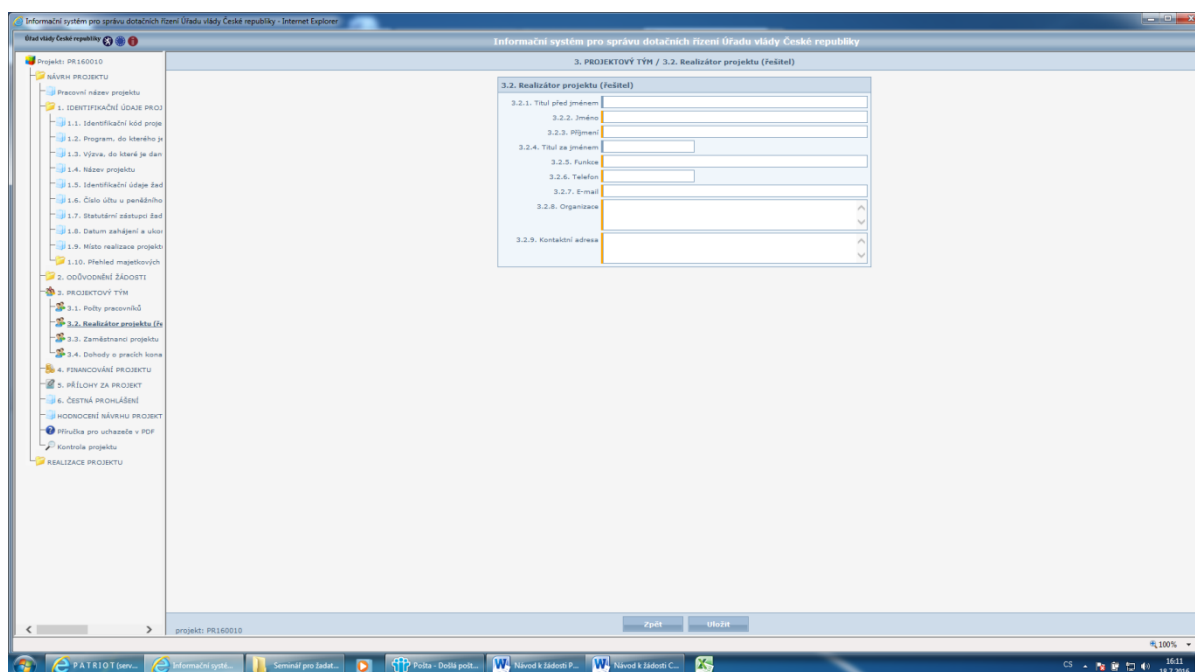 Informační systém pro správu dotačních řízení Úřadu vlády České republiky - Internet Explorer
Úřad vlády České republiky
Informační systém pro správu dotačních řízení Úřadu vlády České republiky
Projekt: PR160010
NÁVRH PROJEKTU
Pracovní název projektu
1. IDENTIFIKAČNÍ ÚDAJE PROJ
1.1. Identifikační kód proje
1.2. Program, do kterého je
1.3. Výzva, do které je dán
1.4. Název projektu
1.5. Identifikační údaje žad
1.6. Číslo účtu u peněžního
1.7. Statutární zástupci žad
1.8. Datum zahájení a ukon
1.9. Místo realizace projektu
1.10. Přehled majetkových
2. ODŮVODNĚNÍ ŽÁDOSTI
3. PROJEKTOVÝ TÝM
3.1. Počty pracovníků
3.2. Realizátor projektu (ře
3.3. Zaměstnanci projektu
3.4. Dohody o pracích kona
4. FINANCOVÁNÍ PROJEKTU
5. PŘÍLOHY ZA PROJEKT
6. ČESTNÁ PROHLÁŠENÍ
HODNOCENÍ NÁVRHU PROJEKT
Příručka pro uchazeče v PDF
Kontrola projektu
REALIZACE PROJEKTU
3. PROJEKTOVÝ TÝM / 3.2. Realizátor projektu (řešitel)
3.2. Realizátor projektu (řešitel)
3.2.1. Titul před jménem
3.2.2. Jméno
3.2.3. Příjmení
3.2.4. Titul za jménem
3.2.5. Funkce
3.2.6. Telefon
3.2.7. E-mail
3.2.8. Organizace
3.2.9. Kontaktní adresa
projekt: PR160010
Zpět
Uložit
100%
P A T R I O T (serv...
Informační systé...
Seminář pro žadat...
Pošta - Došlá pošt...
Návod k žádosti P...
Návod k žádosti C...
CS
16:11
18.7.2016